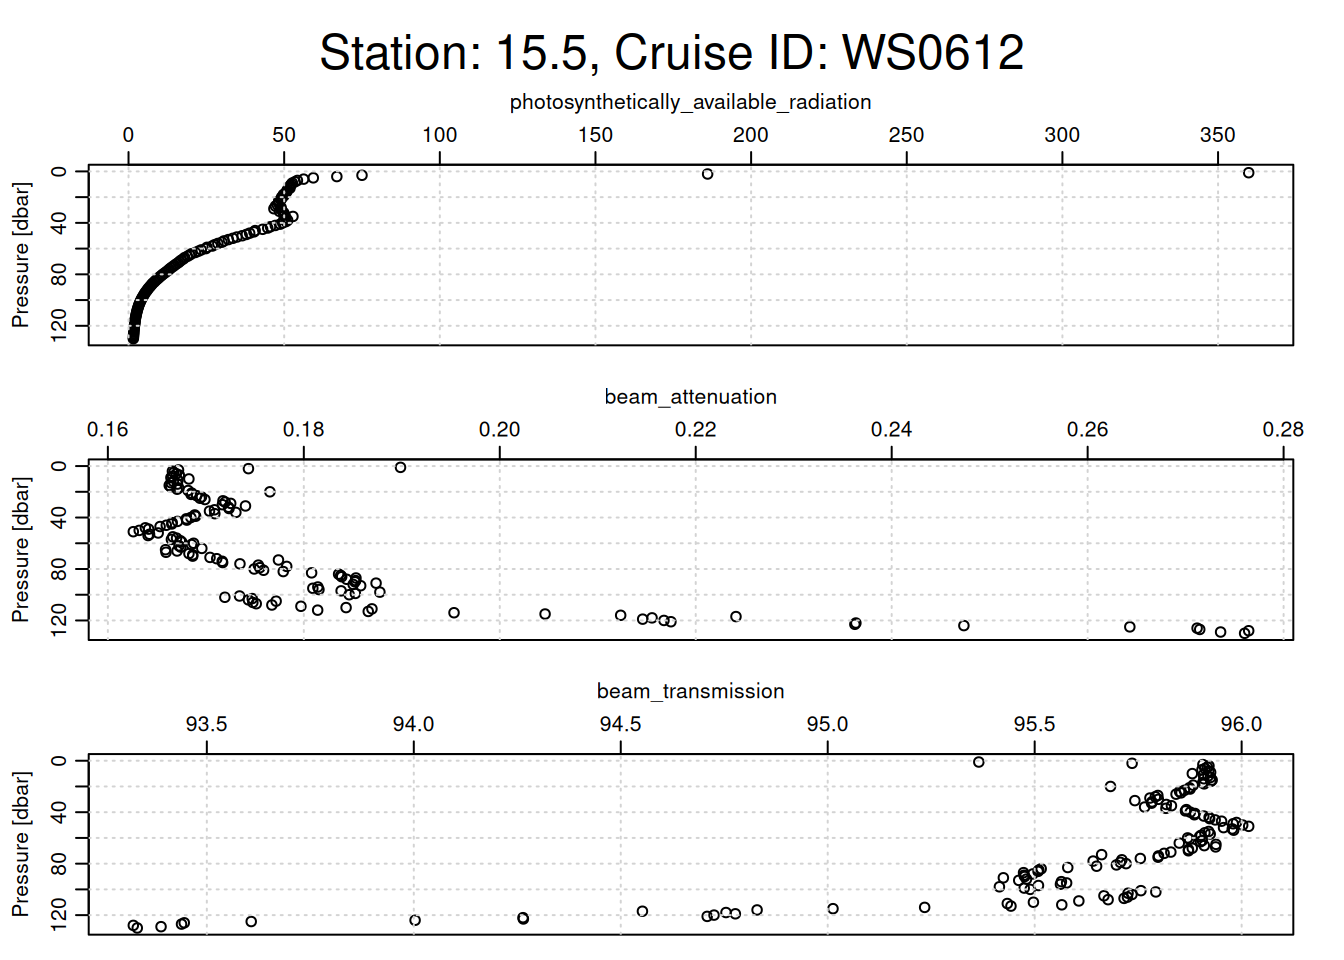 Station: 15.5, Cruise ID: WS0612
photosynthetically_available_radiation
0 50 100 150 200 250 300 350
Pressure [dbar]
0 40 80 120
beam_attenuation
0.16 0.18 0.20 0.22 0.24 0.26 0.28
Pressure [dbar]
0 40 80 120
beam_transmission
93.5 94.0 94.5 95.0 95.5 96.0
Pressure [dbar]
0 40 80 120